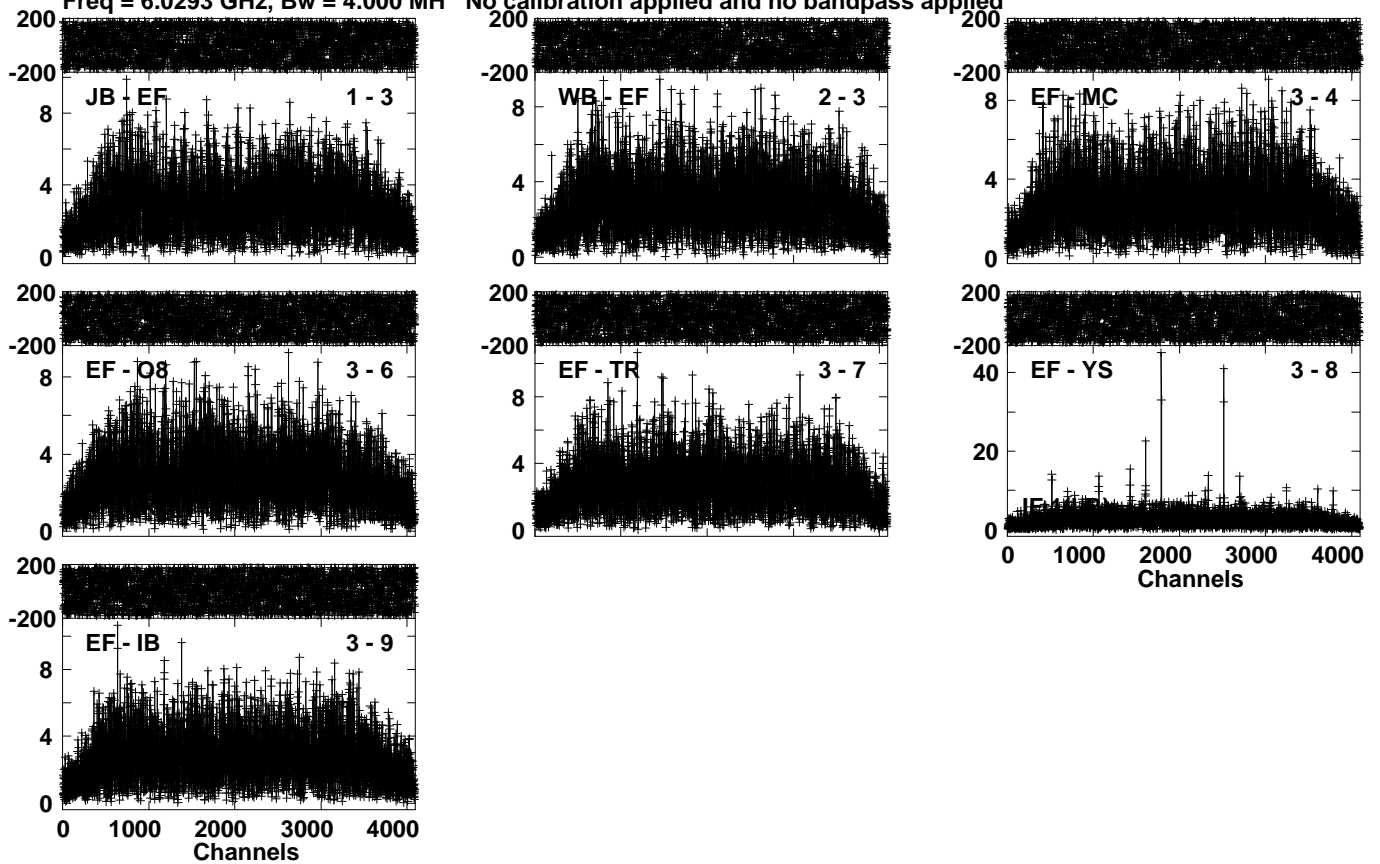 Freq = 6.0293 GHz, Bw = 4.000 MH No calibration applied and no bandpass applied
200
-200
JB - EF 1 - 3
8
4
0
200
-200
WB - EF 2 - 3
8
4
0
200
-200
EF - MC 3 - 4
8
4
0
200
-200
EF - O8 3 - 6
8
4
0
200
-200
EF - TR 3 - 7
8
4
0
200
-200
EF - YS 3 - 8
40
20
0
0 1000 2000 3000 4000
Channels
200
-200
EF - IB 3 - 9
8
4
0
0 1000 2000 3000 4000
Channels